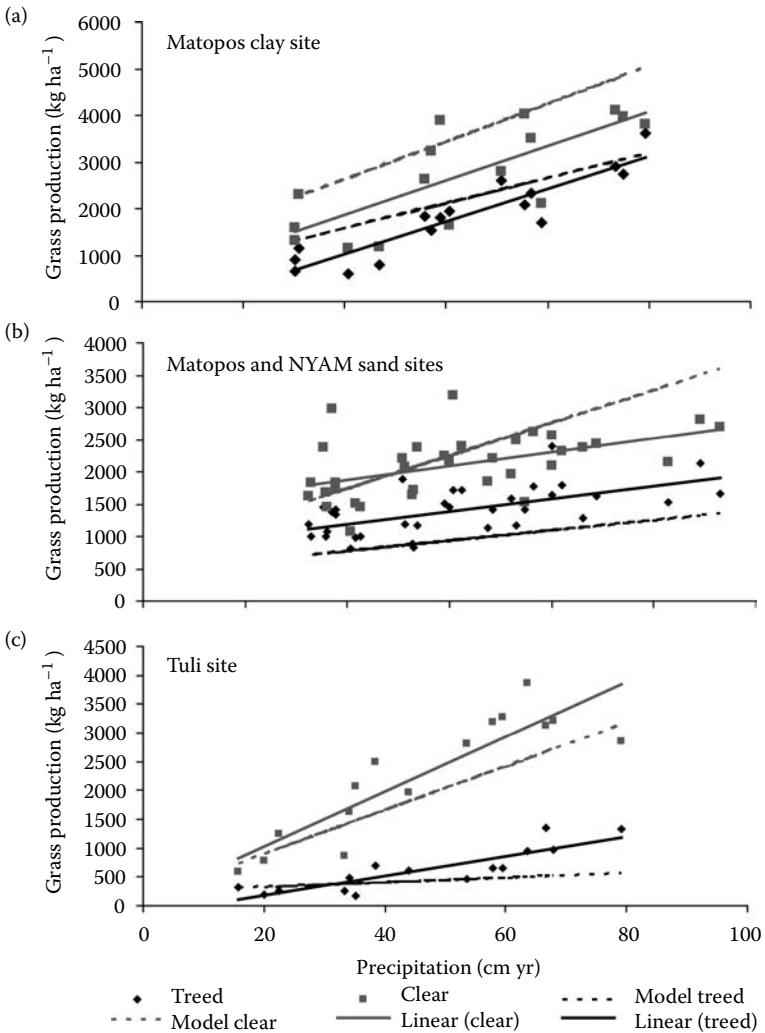 (a)
Matopos clay site
Grass production (kg ha−1)
6000
5000
4000
3000
2000
1000
0
(b)
Matopos and NYAM sand sites
Grass production (kg ha−1)
4000
3500
3000
2500
2000
1500
1000
500
0
(c)
Tuli site
Grass production (kg ha−1)
4500
4000
3500
3000
2500
2000
1500
1000
500
0
0 20 40 60 80 100
Precipitation (cm yr)
Treed Clear Model treed
Model clear Linear (clear) Linear (treed)